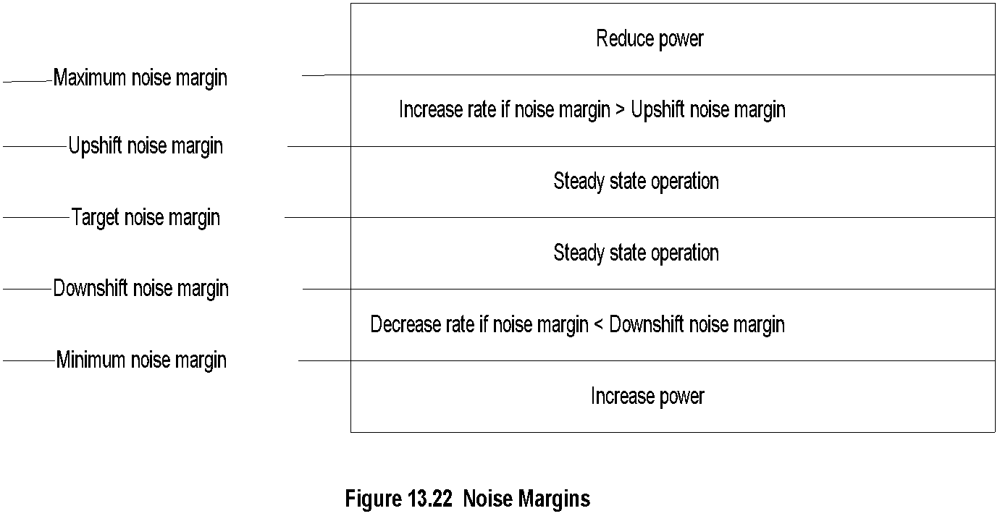 Reduce power
Maximum noise margin
Increase rate if noise margin > Upshift noise margin
Upshift noise margin
Steady state operation
Target noise margin
Steady state operation
Downshift noise margin
Decrease rate if noise margin < Downshift noise margin
Minimum noise margin
Increase power
Figure 13.22 Noise Margins